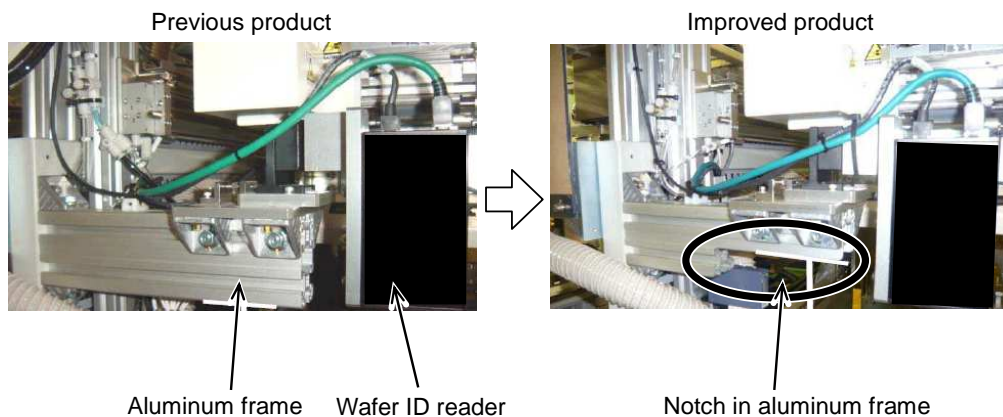 Previous product
Improved product
Aluminum frame
Wafer ID reader
Notch in aluminum frame